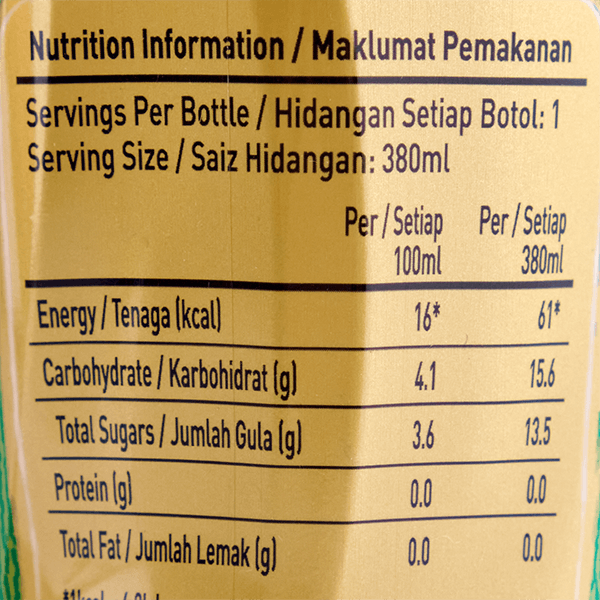 Nutrition Information / Maklumat Pemakanan
Servings Per Bottle / Hidangan Setiap Botol: 1
Serving Size / Saiz Hidangan: 380ml
Per / Setiap 100ml Per / Setiap 380ml
Energy / Tenaga (kcal) 16* 61*
Carbohydrate / Karbohidrat (g) 4.1 15.6
Total Sugars / Jumlah Gula (g) 3.6 13.5
Protein (g) 0.0 0.0
Total Fat / Jumlah Lemak (g) 0.0 0.0